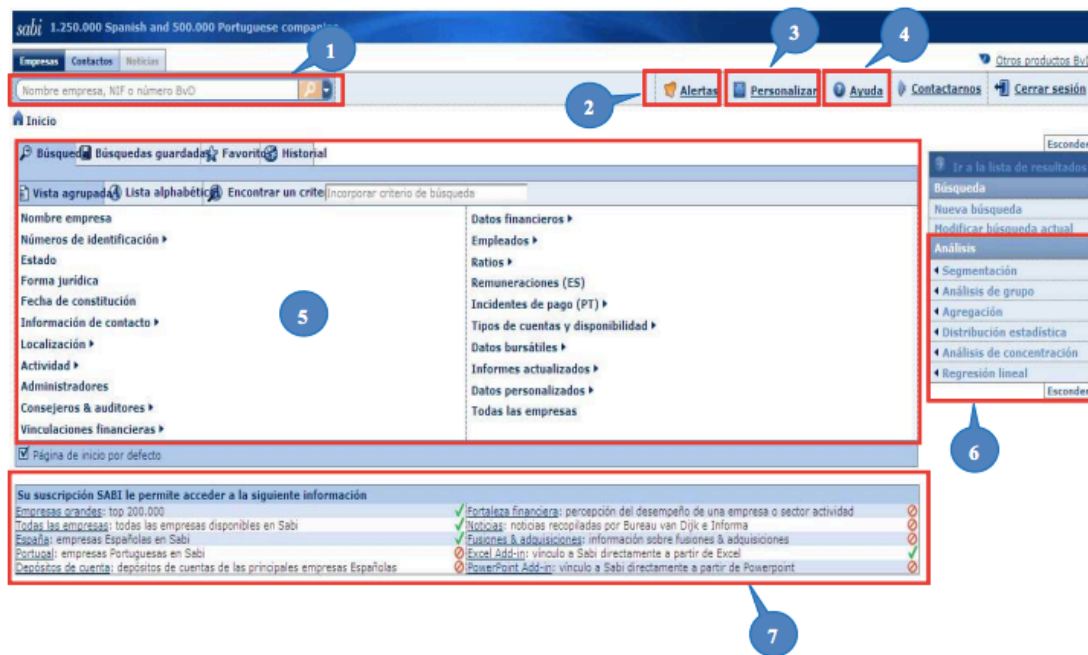 sabi 1.250.000 Spanish and 500.000 Portuguese
1
3
4
Empresas Contactos Noticias
Otros productos BvD
Nombre empresa, NIF o número BvD
2
Alertas Personalizar Ayuda Contactarnos Cerrar sesión
Inicio
Esconder
Búsqued Búsquedas guardadas Favorito Historial
Ir a la lista de resultados
Vista agrupada Lista alphabétic Encontrar un crite Incorporar criterio de búsqueda
Búsqueda
Nueva búsqueda
Modificar búsqueda actual
Nombre empresa
Números de identificación
Estado
Forma jurídica
Fecha de constitución
Información de contacto
Localización
Actividad
Administradores
Consejeros & auditores
Vinculaciones financieras
5
Datos financieros
Empleados
Ratios
Remuneraciones (ES)
Incidentes de pago (PT)
Tipos de cuentas y disponibilidad
Datos bursátiles
Informes actualizados
Datos personalizados
Todas las empresas
Análisis
Segmentación
Análisis de grupo
Agregación
Distribución estadística
Análisis de concentración
Regresión lineal
Esconder
6
Página de inicio por defecto
Su suscripción SABI le permite acceder a la siguiente información
Empresas grandes: top 200.000
Todas las empresas: todas las empresas disponibles en Sabi
España: empresas Españolas en Sabi
Portugal: empresas Portuguesas en Sabi
Depósitos de cuenta: depósitos de cuentas de las principales empresas Españolas
Fortaleza financiera: percepción del desempeño de una empresa o sector actividad
Noticias: noticias recopiladas por Bureau van Dijk e Informa
Fusiones & adquisiciones: información sobre fusiones & adquisiciones
Excel Add-in: vínculo a Sabi directamente a partir de Excel
PowerPoint Add-in: vínculo a Sabi directamente a partir de Powerpoint
7